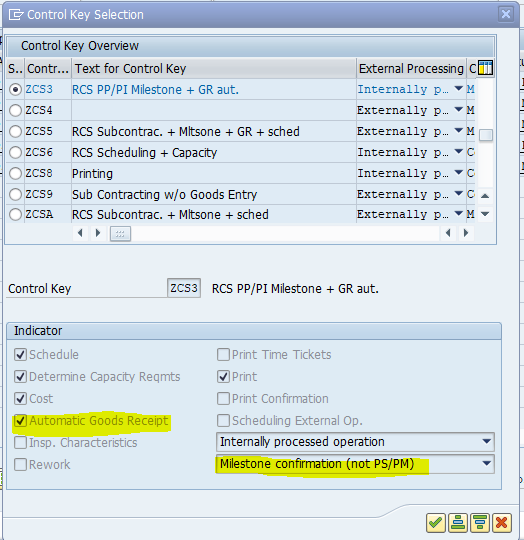 Control Key Selection
Control Key Overview
S.. Contr... Text for Control Key External Processing C
ZCS3 RCS PP/PI Milestone + GR aut. Internally p... M
ZCS4 Externally p... M
ZCS5 RCS Subcontrac. + Mltsone + GR + sched Externally p... M
ZCS6 RCS Scheduling + Capacity Internally p... C
ZCS8 Printing Internally p... C
ZCS9 Sub Contracting w/o Goods Entry Externally p... M
ZCSA RCS Subcontrac. + Mltsone + sched Externally p... M
Control Key ZCS3 RCS PP/PI Milestone + GR aut.
Indicator
Schedule Print Time Tickets
Determine Capacity Reqmts Print
Cost Print Confirmation
Automatic Goods Receipt Scheduling External Op.
Insp. Characteristics Internally processed operation
Rework Milestone confirmation (not PS/PM)